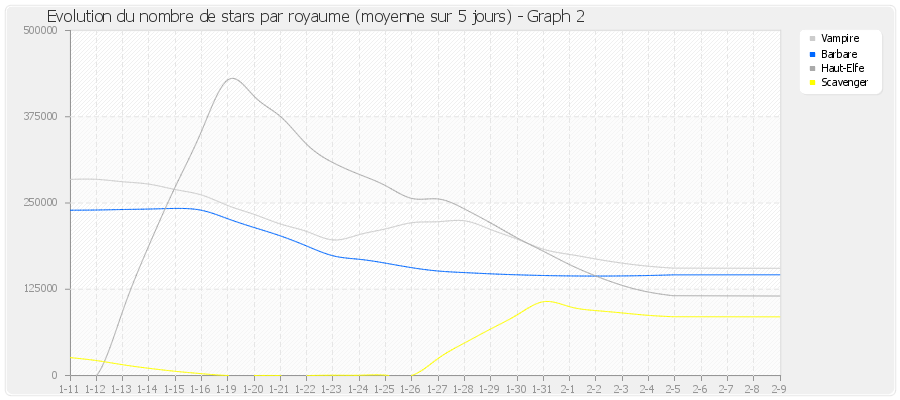 Evolution du nombre de stars par royaume (moyenne sur 5 jours) - Graph 2
500000
375000
250000
125000
0
1-11 1-12 1-13 1-14 1-15 1-16 1-19 1-20 1-21 1-22 1-23 1-24 1-25 1-26 1-27 1-28 1-29 1-30 1-31 2-1 2-2 2-3 2-4 2-5 2-6 2-7 2-8 2-9
Vampire
Barbare
Haut-Elfe
Scavenger